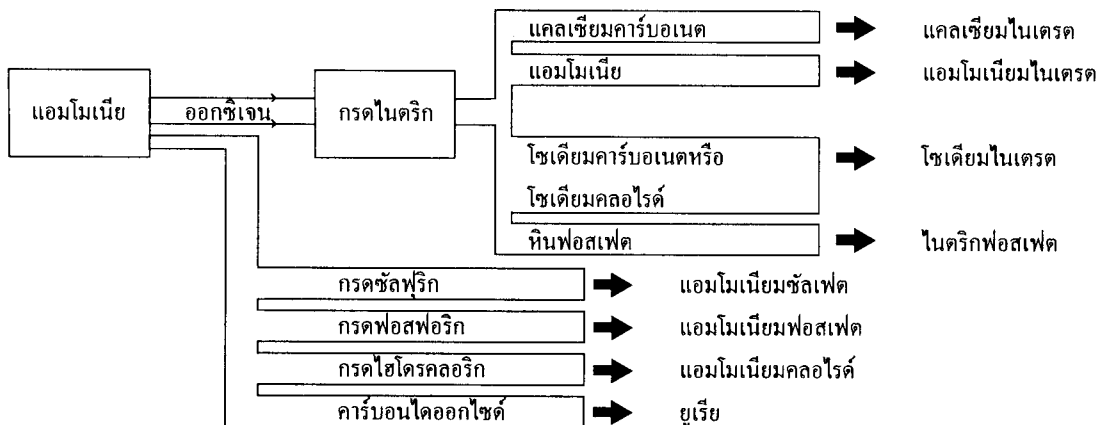 แคลเซียมคาร์บอเนต แคลเซียมไนเตรต
แอมโมเนีย แอมโมเนียมไนเตรต
แอมโมเนีย ออกซิเจน กรดไนตริก
โซเดียมคาร์บอเนตหรือ โซเดียมไนเตรต
โซเดียมคลอไรด์
หินฟอสเฟต ไนตริกฟอสเฟต
กรดซัลฟุริก แอมโมเนียมซัลเฟต
กรดฟอสฟอริก แอมโมเนียมฟอสเฟต
กรดไฮโดรคลอริก แอมโมเนียมคลอไรด์
คาร์บอนไดออกไซด์ ยูเรีย